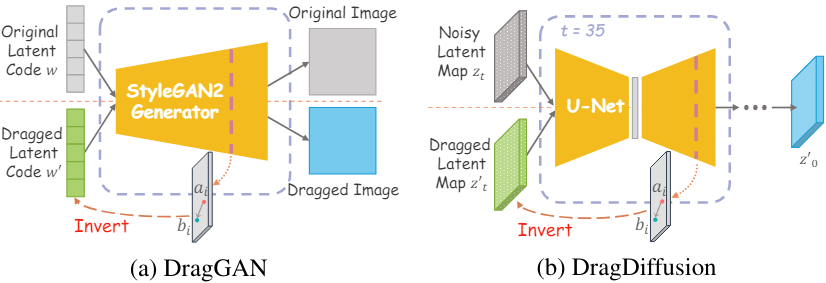 Original
Latent
Code w
StyleGAN2
Generator
Original Image
Dragged
Latent
Code w'
Dragged Image
a_i
b_i
Invert
(a) DragGAN
Noisy
Latent
Map z_t
t = 35
U-Net
Dragged
Latent
Map z'_t
z'_0
a_i
b_i
Invert
(b) DragDiffusion